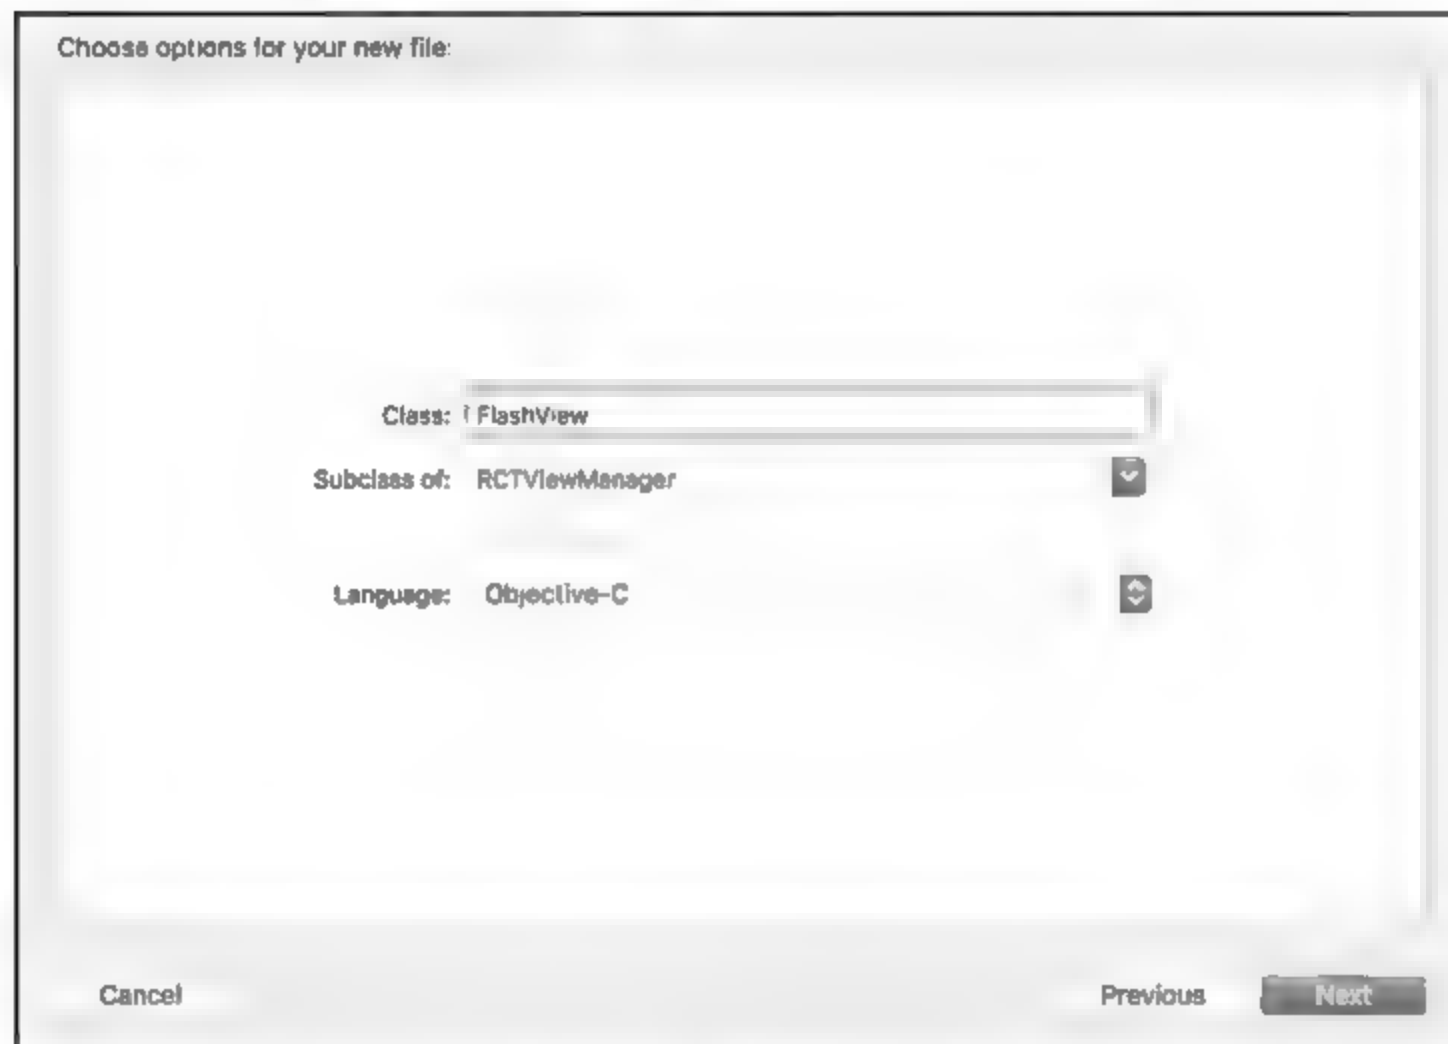 Choose options for your new file:
Class: FlashView
Subclass of: RCTViewManager
Language: Objective-C
Cancel Previous Next